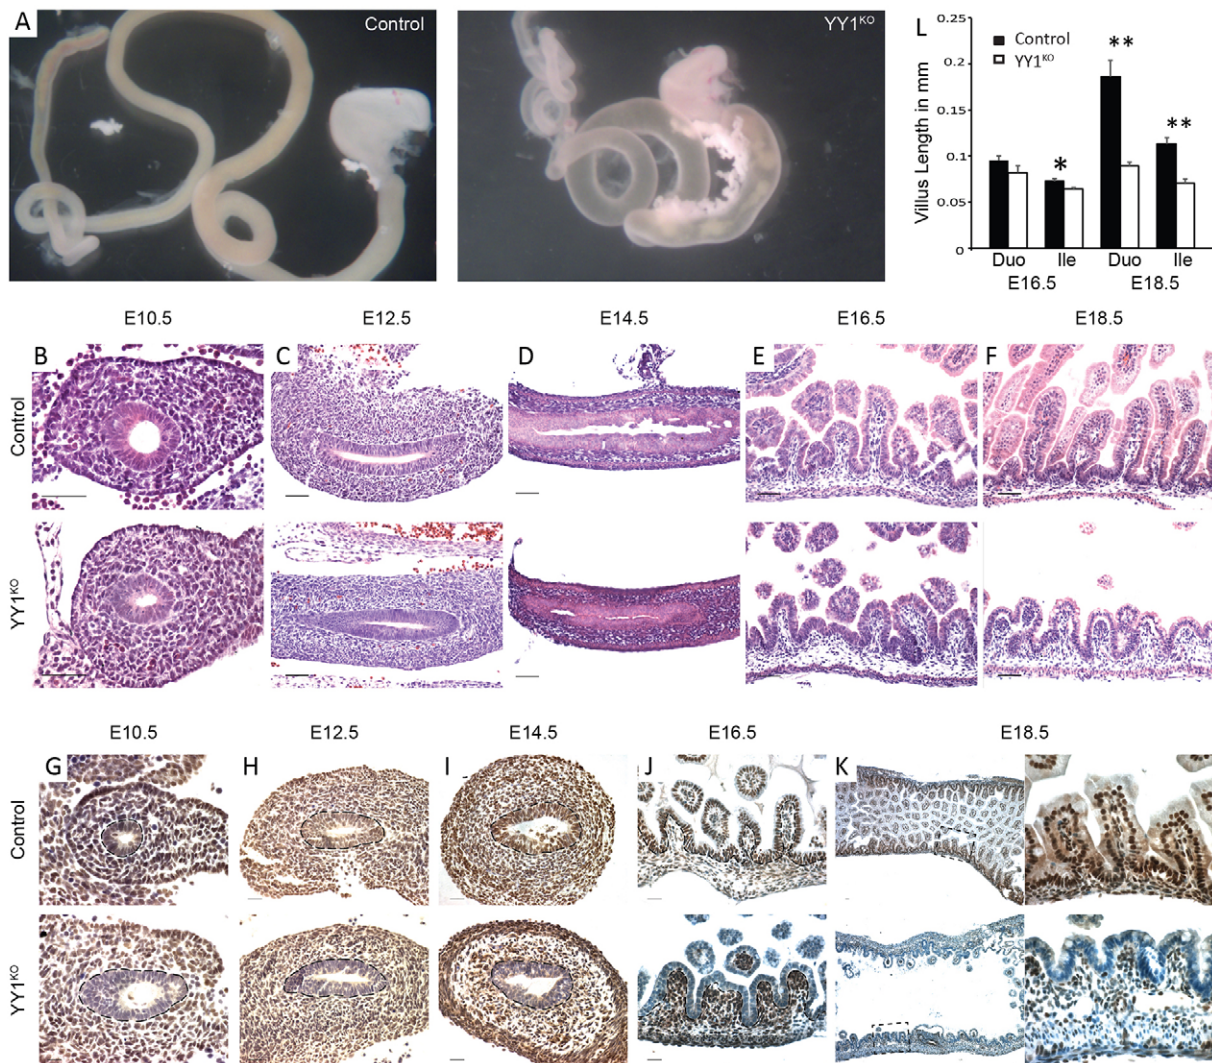 A
Control
YY1KO
L
0.25
0.2
0.15
0.1
0.05
0
Villus Length in mm
Control
YY1KO
**
*
**
Duo
Ile
Duo
Ile
E16.5
E18.5
E10.5
E12.5
E14.5
E16.5
E18.5
B
C
D
E
F
Control
YY1KO
E10.5
E12.5
E14.5
E16.5
E18.5
G
H
I
J
K
Control
YY1KO